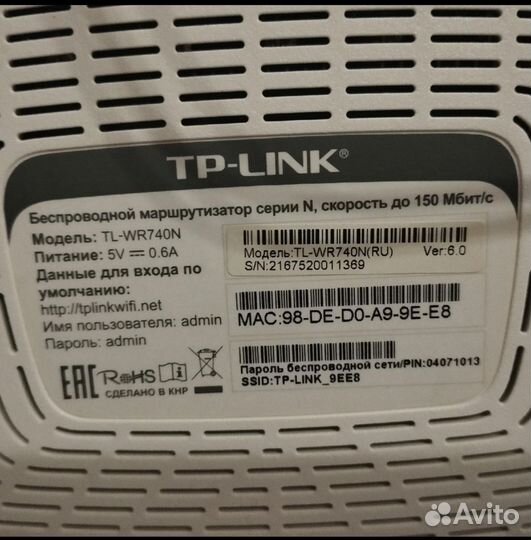 TP-LINK®
Беспроводной маршрутизатор серии N, скорость до 150 Мбит/с
Модель: TL-WR740N
Питание: 5V ⎓ 0.6A
Данные для входа по
умолчанию:
http://tplinkwifi.net
Имя пользователя: admin
Пароль: admin
EAC RoHS
СДЕЛАНО В КНР
Модель:TL-WR740N(RU) Ver:6.0
S/N:2167520011369
MAC:98-DE-D0-A9-9E-E8
Пароль беспроводной сети/PIN:04071013
SSID:TP-LINK_9EE8
Avito